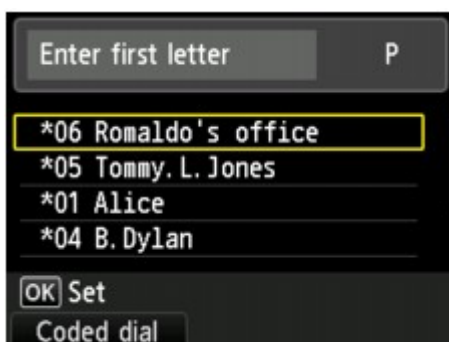 Enter first letter P
*06 Romaldo's office
*05 Tommy.L.Jones
*01 Alice
*04 B.Dylan
OK Set
Coded dial